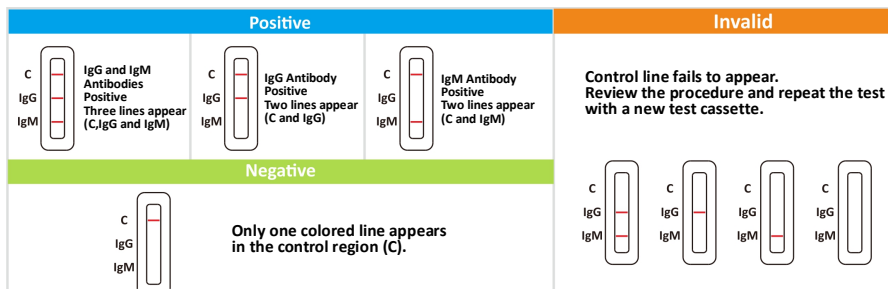 Positive
C
IgG
IgM
IgG and IgM
Antibodies
Positive
Three lines appear
(C,IgG and IgM)
C
IgG
IgM
IgG Antibody
Positive
Two lines appear
(C and IgG)
C
IgG
IgM
IgM Antibody
Positive
Two lines appear
(C and IgM)
Negative
C
IgG
IgM
Only one colored line appears
in the control region (C).
Invalid
Control line fails to appear.
Review the procedure and repeat the test
with a new test cassette.
C
IgG
IgM
C
IgG
IgM
C
IgG
IgM
C
IgG
IgM